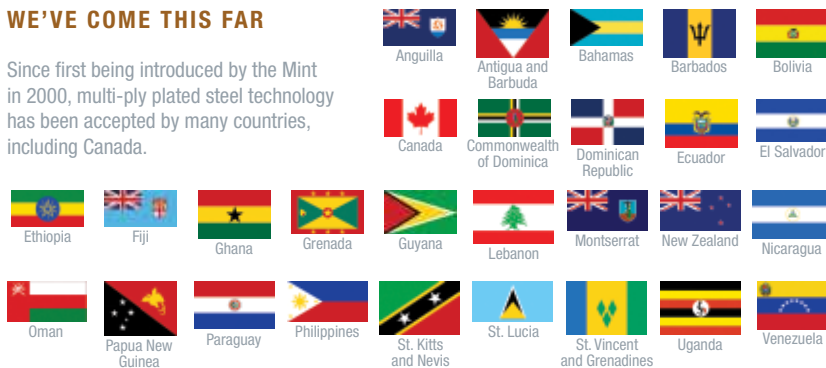 WE'VE COME THIS FAR
Since first being introduced by the Mint
in 2000, multi-ply plated steel technology
has been accepted by many countries,
including Canada.
Anguilla
Antigua and
Barbuda
Bahamas
Barbados
Bolivia
Canada
Commonwealth
of Dominica
Dominican
Republic
Ecuador
El Salvador
Ethiopia
Fiji
Ghana
Grenada
Guyana
Lebanon
Montserrat
New Zealand
Nicaragua
Oman
Papua New
Guinea
Paraguay
Philippines
St. Kitts
and Nevis
St. Lucia
St. Vincent
and Grenadines
Uganda
Venezuela